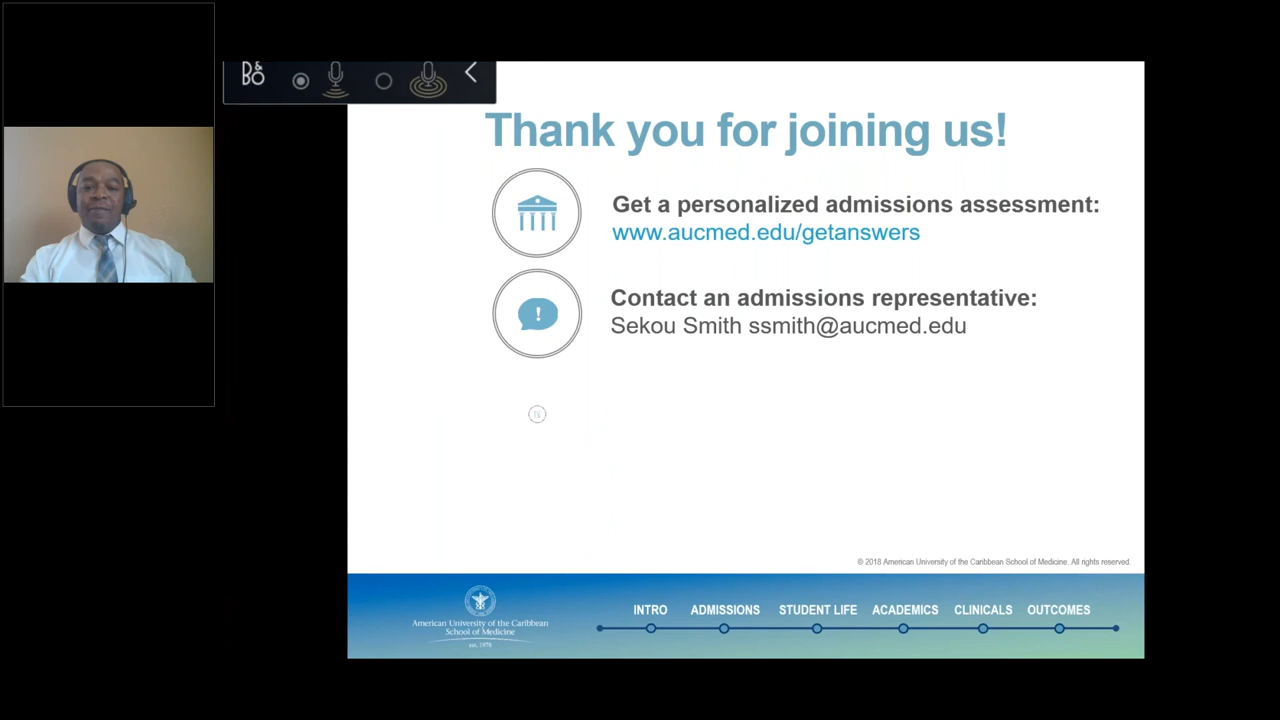 B&O
Thank you for joining us!
Get a personalized admissions assessment:
www.aucmed.edu/getanswers
Contact an admissions representative:
Sekou Smith ssmith@aucmed.edu
© 2018 American University of the Caribbean School of Medicine. All rights reserved.
American University of the Caribbean
School of Medicine
est. 1978
INTRO ADMISSIONS STUDENT LIFE ACADEMICS CLINICALS OUTCOMES